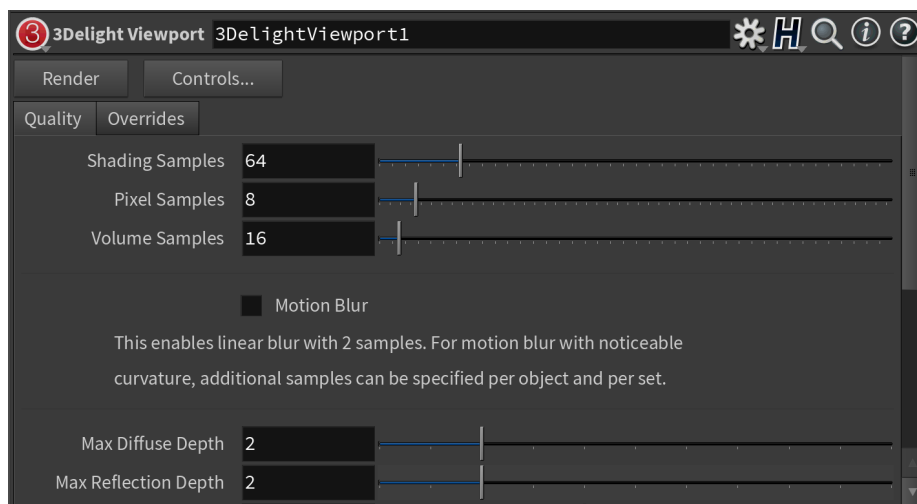 3 3Delight Viewport 3DelightViewport1 H i ?
Render Controls...
Quality Overrides
Shading Samples 64
Pixel Samples 8
Volume Samples 16
Motion Blur
This enables linear blur with 2 samples. For motion blur with noticeable
curvature, additional samples can be specified per object and per set.
Max Diffuse Depth 2
Max Reflection Depth 2